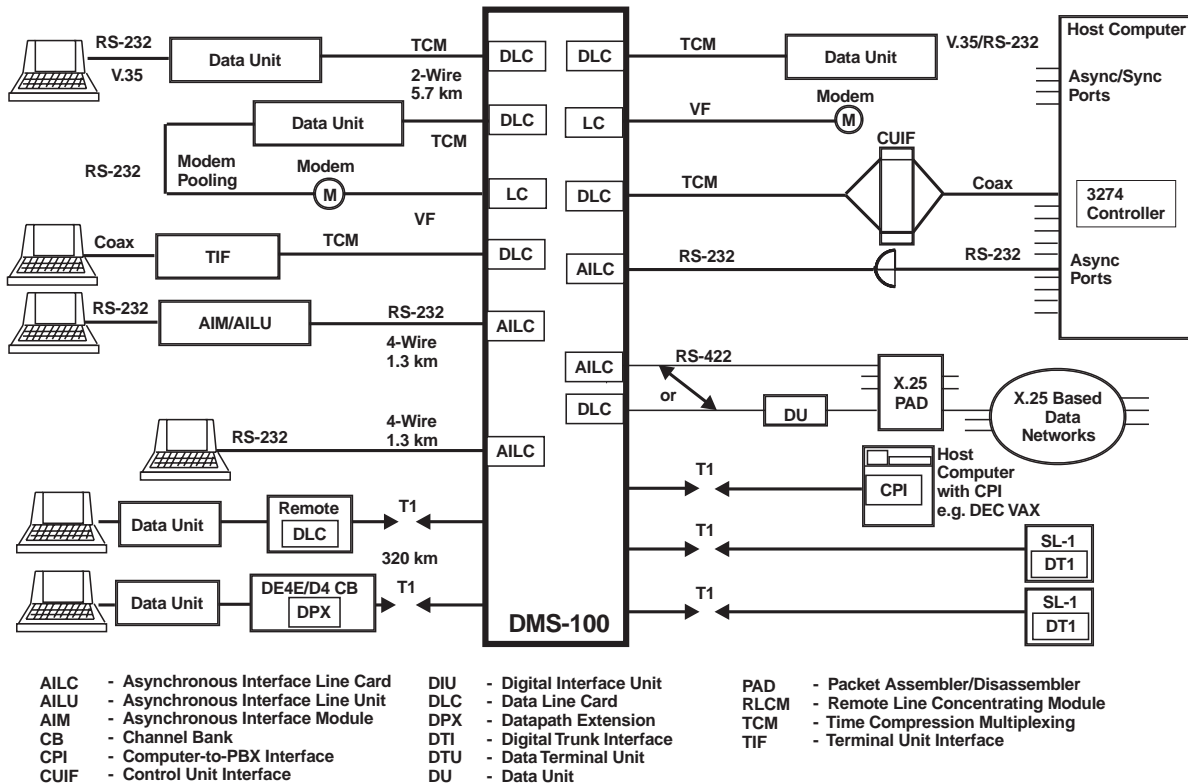 RS-232
V.35
Data Unit
TCM
2-Wire
5.7 km
DLC
Data Unit
TCM
DLC
RS-232
Modem
Pooling
Modem
M
VF
LC
Coax
TIF
TCM
DLC
RS-232
AIM/AILU
RS-232
4-Wire
1.3 km
AILC
RS-232
4-Wire
1.3 km
AILC
Data Unit
Remote
DLC
T1
320 km
Data Unit
DE4E/D4 CB
DPX
T1
DMS-100
DLC
TCM
Data Unit
V.35/RS-232
Host Computer
Async/Sync
Ports
LC
VF
Modem
M
DLC
TCM
CUIF
Coax
3274
Controller
AILC
RS-232
RS-232
Async
Ports
AILC
RS-422
or
DLC
DU
X.25
PAD
X.25 Based
Data
Networks
T1
CPI
Host
Computer
with CPI
e.g. DEC VAX
T1
SL-1
DT1
T1
SL-1
DT1
AILC - Asynchronous Interface Line Card
AILU - Asynchronous Interface Line Unit
AIM - Asynchronous Interface Module
CB - Channel Bank
CPI - Computer-to-PBX Interface
CUIF - Control Unit Interface
DIU - Digital Interface Unit
DLC - Data Line Card
DPX - Datapath Extension
DTI - Digital Trunk Interface
DTU - Data Terminal Unit
DU - Data Unit
PAD - Packet Assembler/Disassembler
RLCM - Remote Line Concentrating Module
TCM - Time Compression Multiplexing
TIF - Terminal Unit Interface